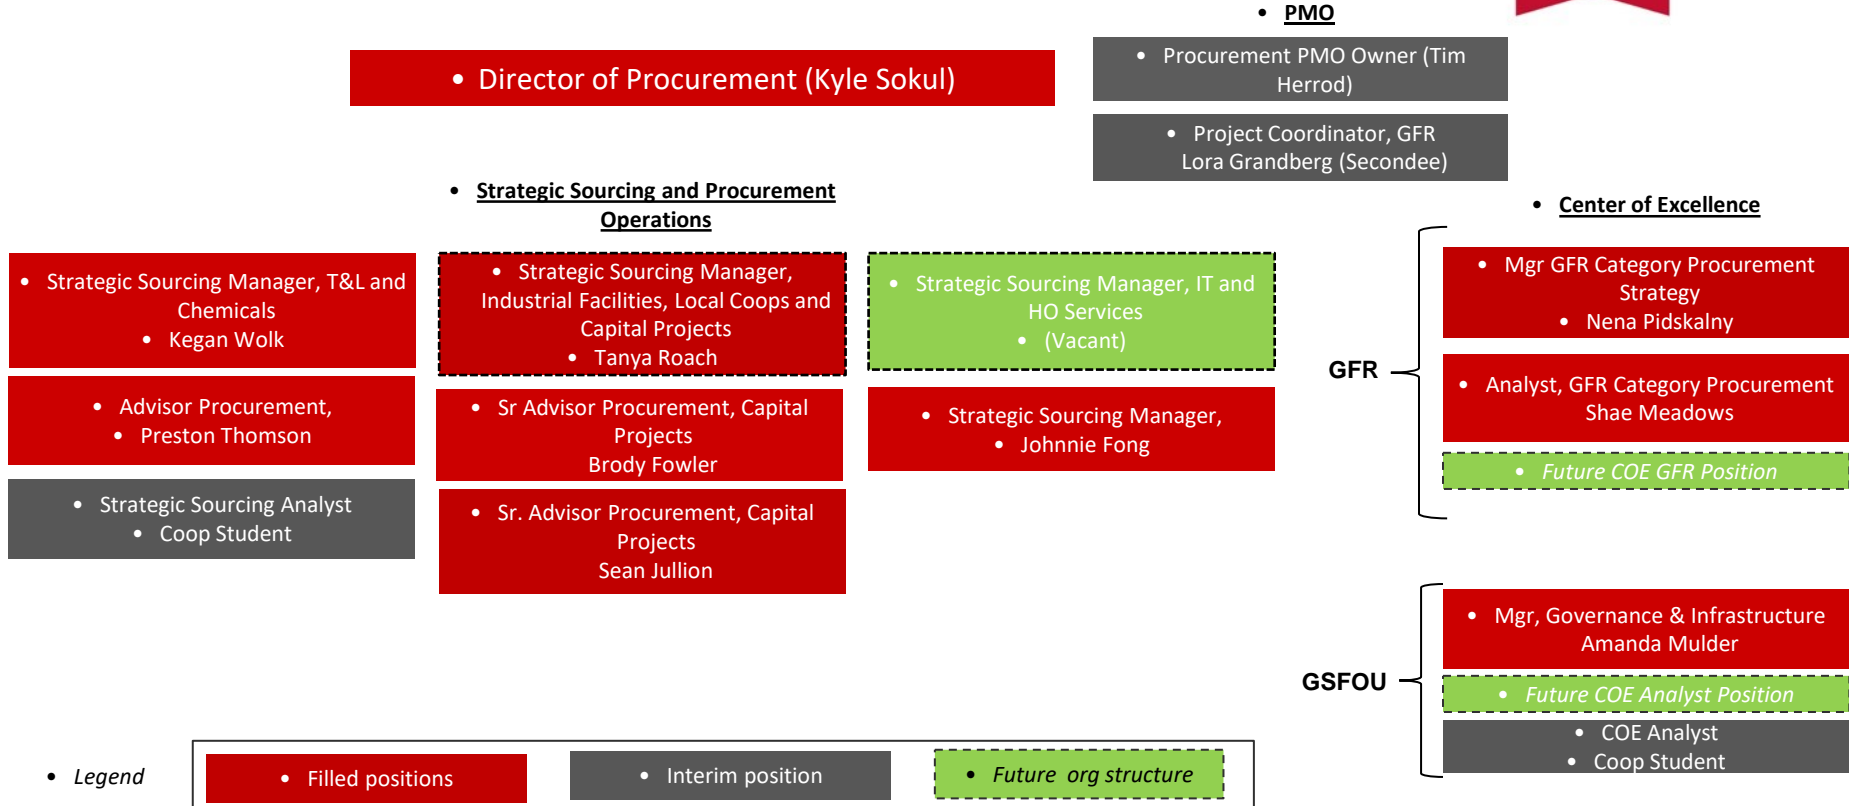 • PMO
• Director of Procurement (Kyle Sokul)
• Procurement PMO Owner (Tim
Herrod)
• Project Coordinator, GFR
Lora Grandberg (Secondee)
• Strategic Sourcing and Procurement
Operations
• Strategic Sourcing Manager, T&L and
Chemicals
• Kegan Wolk
• Advisor Procurement,
• Preston Thomson
• Strategic Sourcing Analyst
• Coop Student
• Strategic Sourcing Manager,
Industrial Facilities, Local Coops and
Capital Projects
• Tanya Roach
• Sr Advisor Procurement, Capital
Projects
Brody Fowler
• Sr. Advisor Procurement, Capital
Projects
Sean Jullion
• Strategic Sourcing Manager, IT and
HO Services
• (Vacant)
• Strategic Sourcing Manager,
• Johnnie Fong
• Center of Excellence
GFR
• Mgr GFR Category Procurement
Strategy
• Nena Pidskalny
• Analyst, GFR Category Procurement
Shae Meadows
• Future COE GFR Position
GSFOU
• Mgr, Governance & Infrastructure
Amanda Mulder
• Future COE Analyst Position
• COE Analyst
• Coop Student
• Legend
• Filled positions
• Interim position
• Future org structure